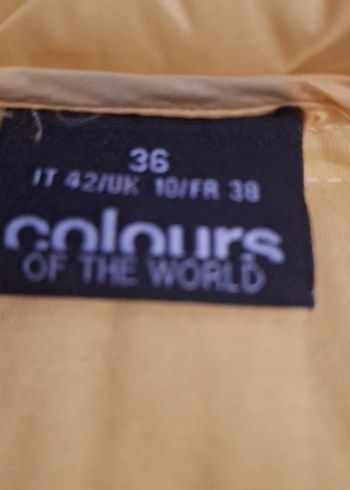 36
IT 42/UK 10/FR 38
colours
OF THE WORLD